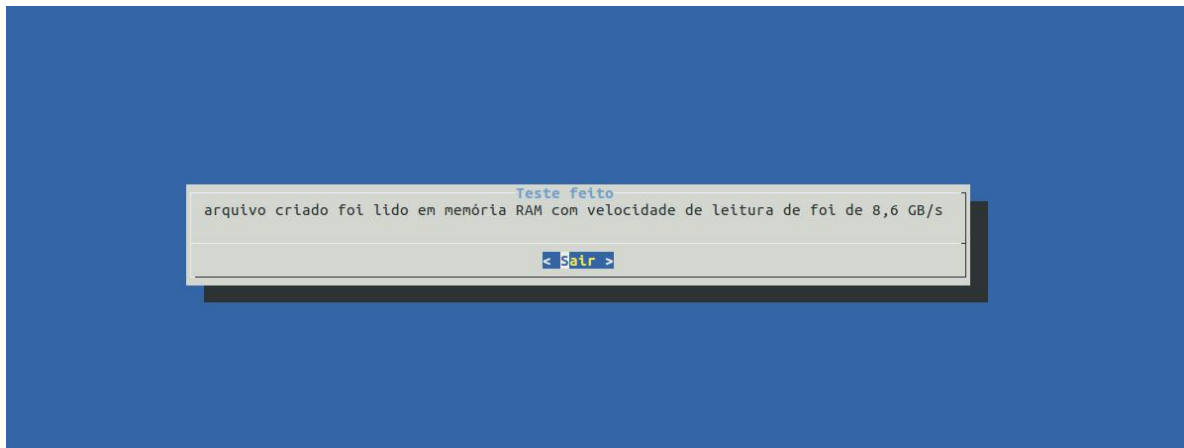 Teste feito
arquivo criado foi lido em memória RAM com velocidade de leitura de foi de 8,6 GB/s
< Sair >